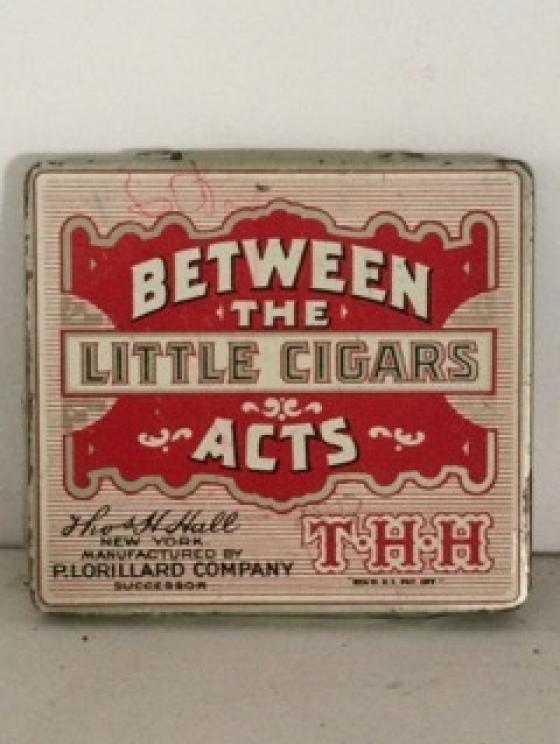 BETWEEN
THE
LITTLE CIGARS
ACTS
Thos. H. Hall
NEW YORK
MANUFACTURED BY
P. LORILLARD COMPANY
SUCCESSOR
T·H·H